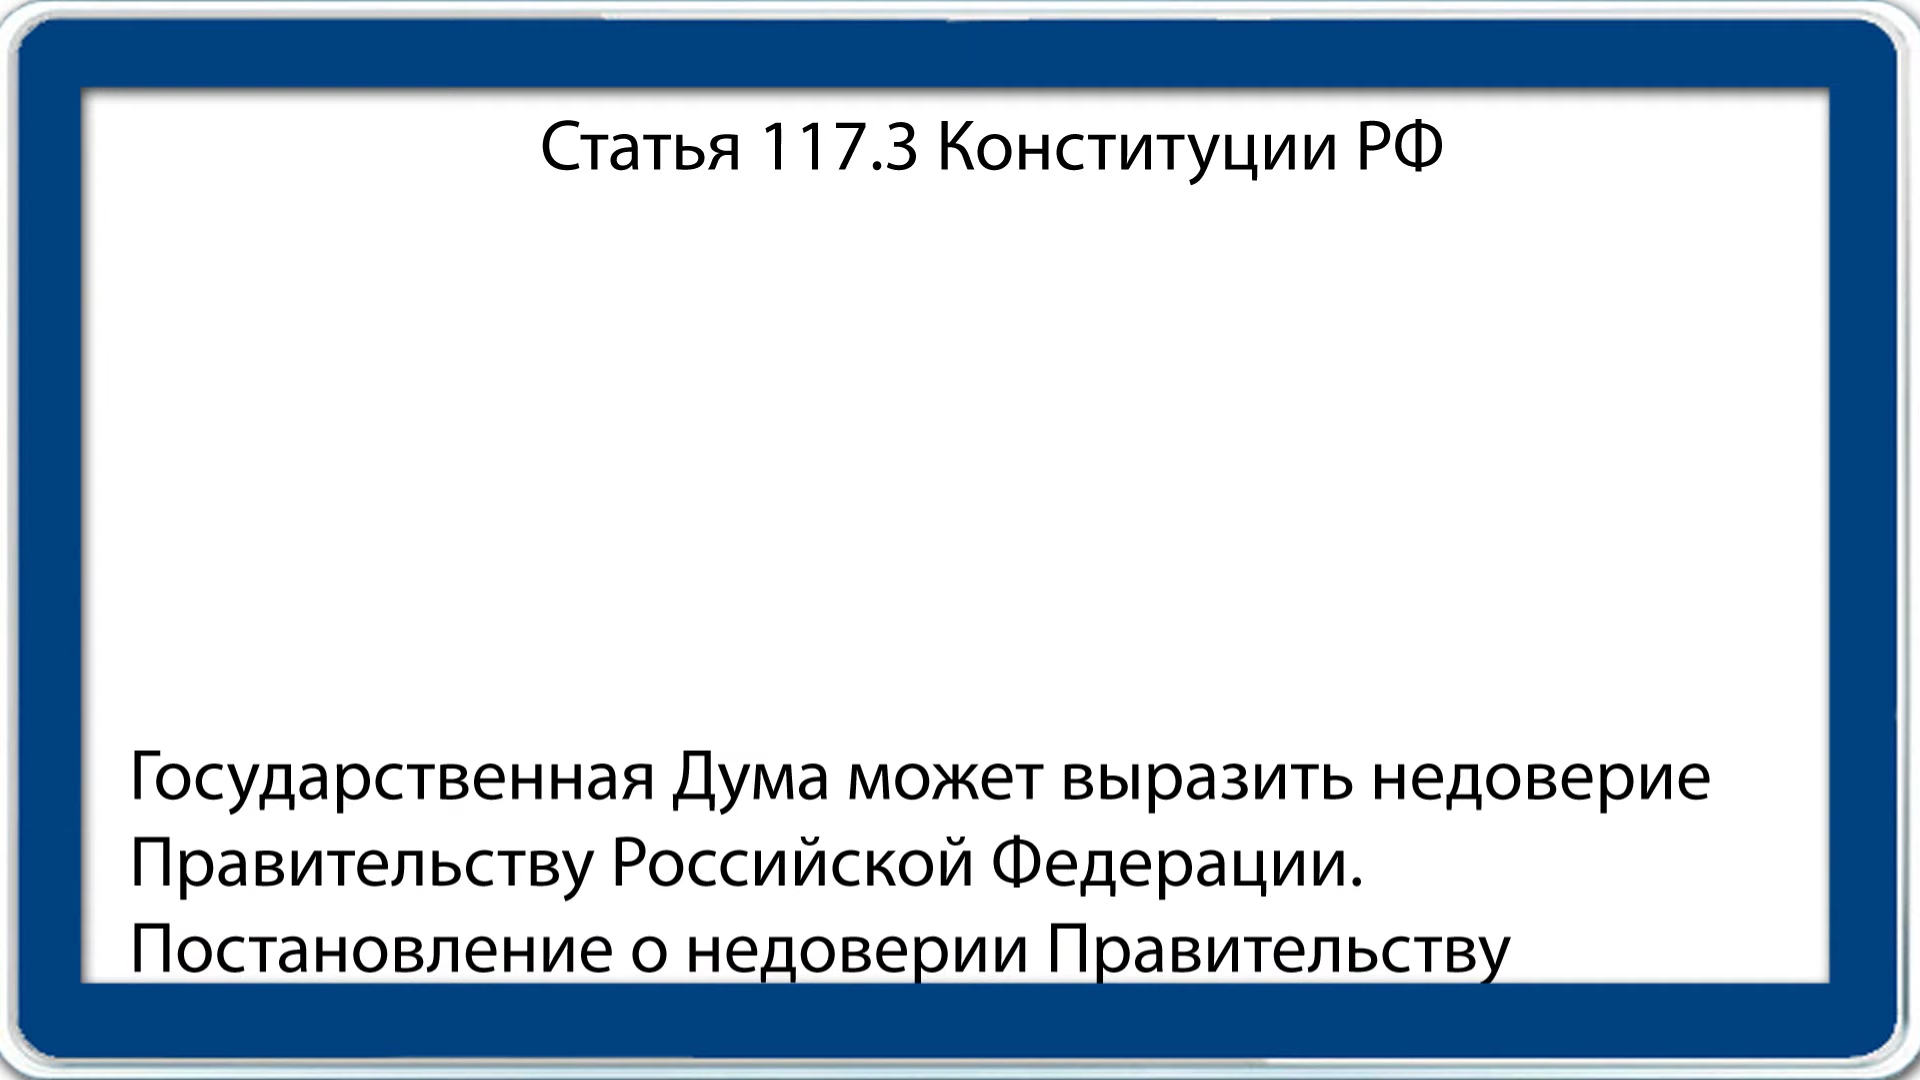 Статья 117.3 Конституции РФ
Государственная Дума может выразить недоверие
Правительству Российской Федерации.
Постановление о недоверии Правительству